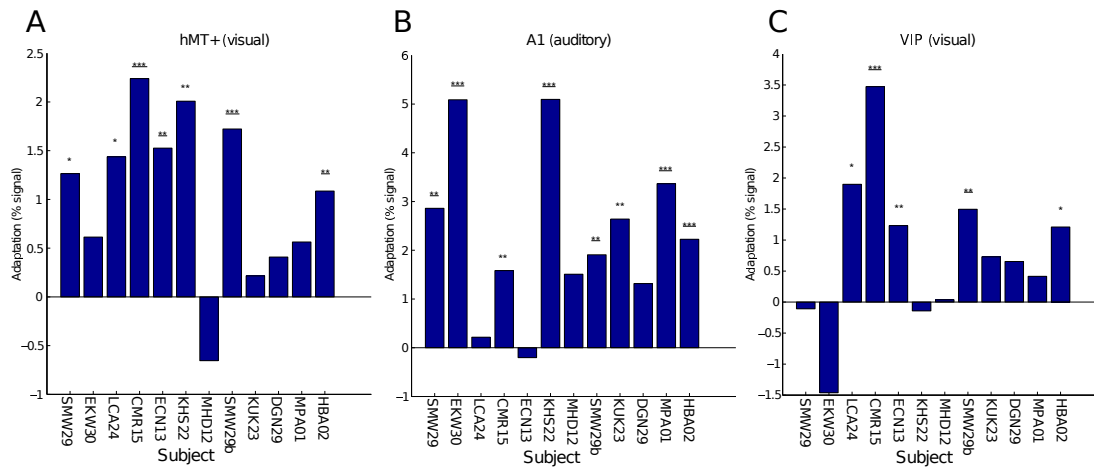 A
hMT+ (visual)
Adaptation (% signal)
2.5
2
1.5
1
0.5
0
−0.5
−1
*
*
***
**
**
***
**
SMW29
EKW30
LCA24
CMR15
ECN13
KHS22
MHD12
SMW29b
KUK23
DGN29
MPA01
HBA02
Subject
B
A1 (auditory)
Adaptation (% signal)
6
5
4
3
2
1
0
−1
**
***
**
***
**
**
***
***
SMW29
EKW30
LCA24
CMR15
ECN13
KHS22
MHD12
SMW29b
KUK23
DGN29
MPA01
HBA02
Subject
C
VIP (visual)
Adaptation (% signal)
4
3.5
3
2.5
2
1.5
1
0.5
0
−0.5
−1
−1.5
*
***
**
**
*
SMW29
EKW30
LCA24
CMR15
ECN13
KHS22
MHD12
SMW29b
KUK23
DGN29
MPA01
HBA02
Subject